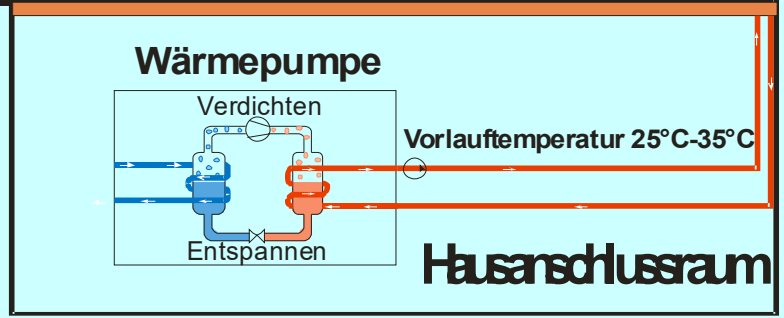 Wärmepumpe
Verdichten
Vorlauftemperatur 25°C-35°C
Entspannen
Hausanschlussraum